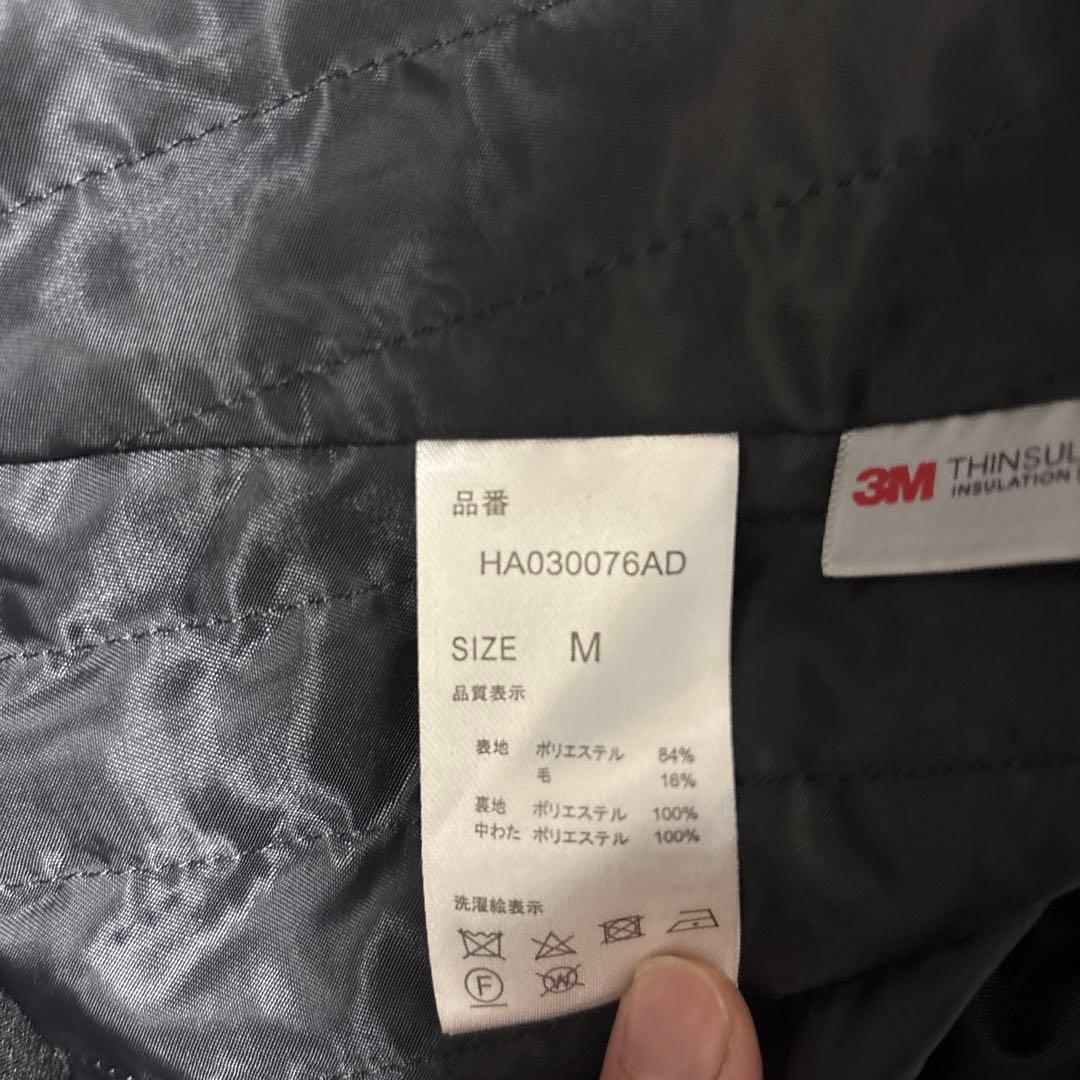 品番
HA030076AD
SIZE M
品質表示
表地 ポリエステル 84%
毛 16%
裏地 ポリエステル 100%
中わた ポリエステル 100%
洗濯絵表示
F
W
3M THINSUL
INSULATION